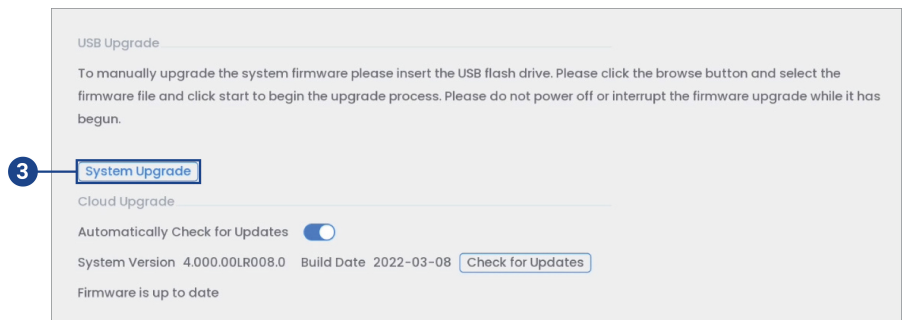 USB Upgrade
To manually upgrade the system firmware please insert the USB flash drive. Please click the browse button and select the
firmware file and click start to begin the upgrade process. Please do not power off or interrupt the firmware upgrade while it has
begun.
3
System Upgrade
Cloud Upgrade
Automatically Check for Updates
System Version 4.000.00LR008.0 Build Date 2022-03-08 Check for Updates
Firmware is up to date